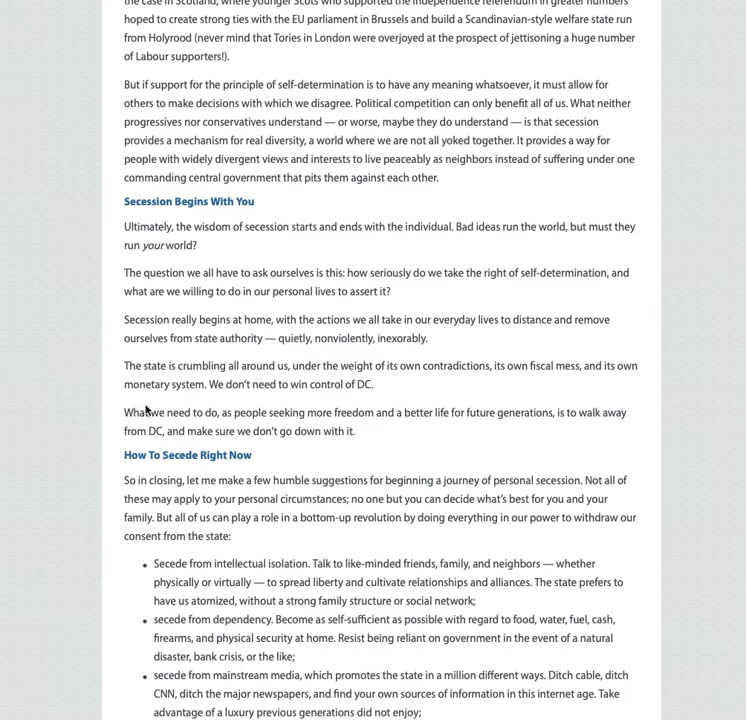 the case in Scotland, where younger Scots who supported the independence referendum in greater numbers
hoped to create strong ties with the EU parliament in Brussels and build a Scandinavian-style welfare state run
from Holyrood (never mind that Tories in London were overjoyed at the prospect of jettisoning a huge number
of Labour supporters!).
But if support for the principle of self-determination is to have any meaning whatsoever, it must allow for
others to make decisions with which we disagree. Political competition can only benefit all of us. What neither
progressives nor conservatives understand — or worse, maybe they do understand — is that secession
provides a mechanism for real diversity, a world where we are not all yoked together. It provides a way for
people with widely divergent views and interests to live peaceably as neighbors instead of suffering under one
commanding central government that pits them against each other.
Secession Begins With You
Ultimately, the wisdom of secession starts and ends with the individual. Bad ideas run the world, but must they
run your world?
The question we all have to ask ourselves is this: how seriously do we take the right of self-determination, and
what are we willing to do in our personal lives to assert it?
Secession really begins at home, with the actions we all take in our everyday lives to distance and remove
ourselves from state authority — quietly, nonviolently, inexorably.
The state is crumbling all around us, under the weight of its own contradictions, its own fiscal mess, and its own
monetary system. We don't need to win control of DC.
What we need to do, as people seeking more freedom and a better life for future generations, is to walk away
from DC, and make sure we don't go down with it.
How To Secede Right Now
So in closing, let me make a few humble suggestions for beginning a journey of personal secession. Not all of
these may apply to your personal circumstances; no one but you can decide what's best for you and your
family. But all of us can play a role in a bottom-up revolution by doing everything in our power to withdraw our
consent from the state:
• Secede from intellectual isolation. Talk to like-minded friends, family, and neighbors — whether
physically or virtually — to spread liberty and cultivate relationships and alliances. The state prefers to
have us atomized, without a strong family structure or social network;
• secede from dependency. Become as self-sufficient as possible with regard to food, water, fuel, cash,
firearms, and physical security at home. Resist being reliant on government in the event of a natural
disaster, bank crisis, or the like;
• secede from mainstream media, which promotes the state in a million different ways. Ditch cable, ditch
CNN, ditch the major newspapers, and find your own sources of information in this internet age. Take
advantage of a luxury previous generations did not enjoy;